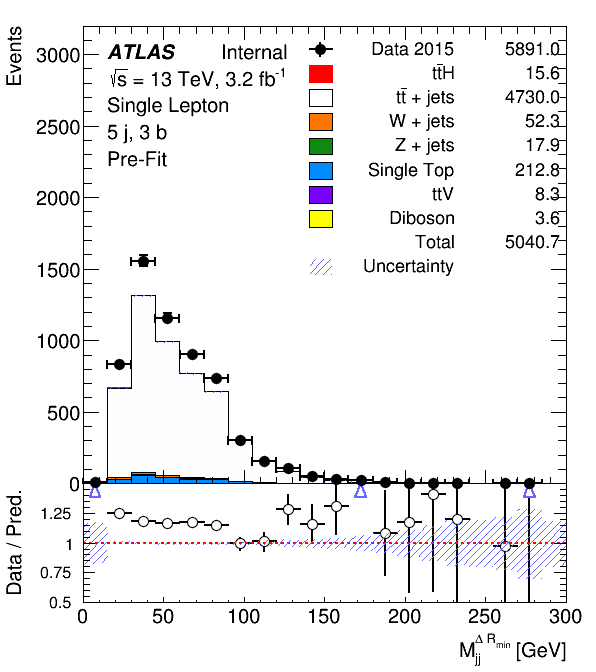 Events
3000
2500
2000
1500
1000
500
0
ATLAS Internal
√s = 13 TeV, 3.2 fb⁻¹
Single Lepton
5 j, 3 b
Pre-Fit
Data 2015 5891.0
tt̄H 15.6
tt̄ + jets 4730.0
W + jets 52.3
Z + jets 17.9
Single Top 212.8
ttV 8.3
Diboson 3.6
Total 5040.7
Uncertainty
Data / Pred.
1.25
1
0.75
0.5
0 50 100 150 200 250 300
M_jj^Δ R_min [GeV]